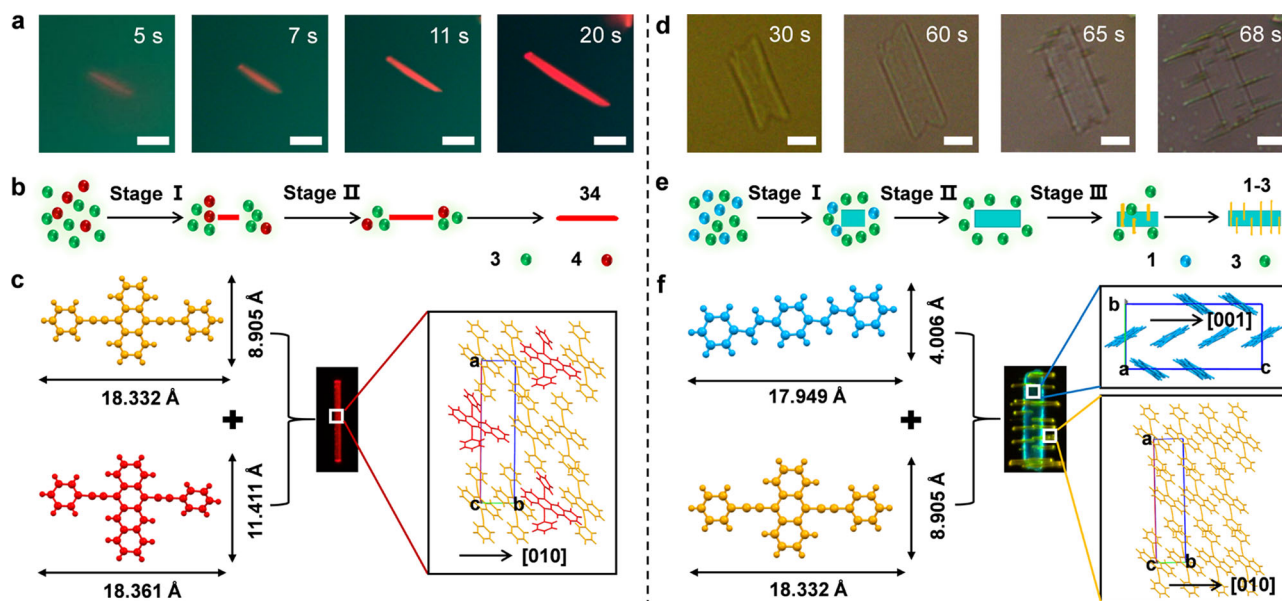 a
5 s
7 s
11 s
20 s
b
Stage Ⅰ
Stage Ⅱ
34
3
4
c
8.905 Å
18.332 Å
+
11.411 Å
18.361 Å
a
c
b
[010]
d
30 s
60 s
65 s
68 s
e
Stage Ⅰ
Stage Ⅱ
Stage Ⅲ
1-3
1
3
f
4.006 Å
17.949 Å
+
8.905 Å
18.332 Å
b
[001]
a
c
a
c
b
[010]